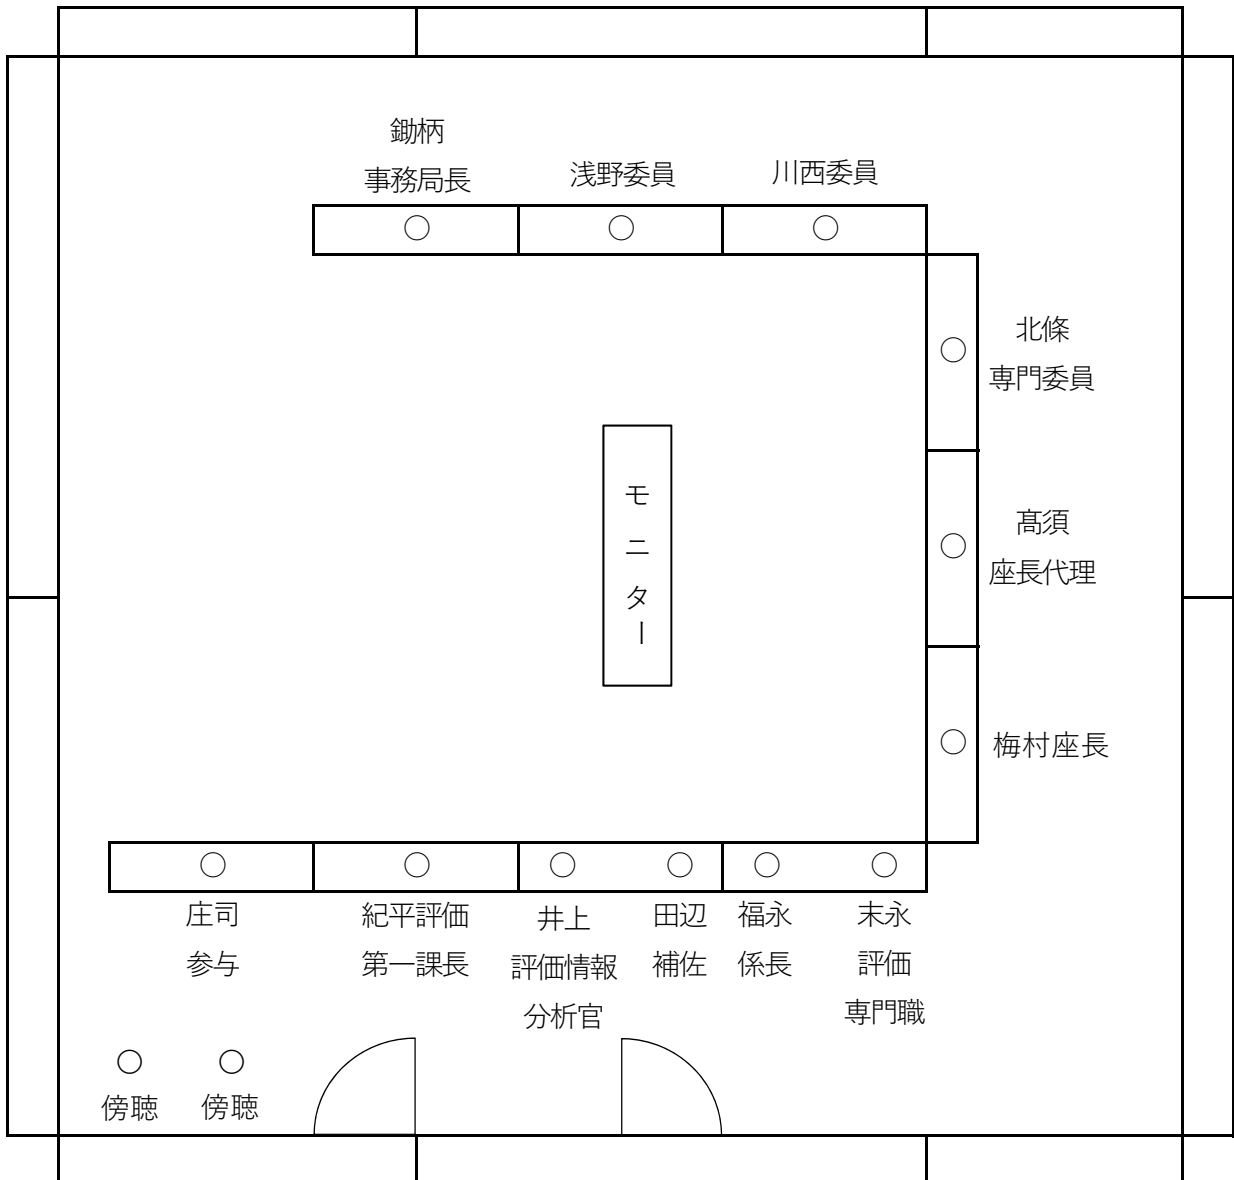 鋤柄
事務局長
浅野委員
川西委員
北條
専門委員
髙須
座長代理
梅村座長
モニター
庄司
参与
紀平評価
第一課長
井上
評価情報
分析官
田辺
補佐
福永
係長
末永
評価
専門職
傍聴
傍聴